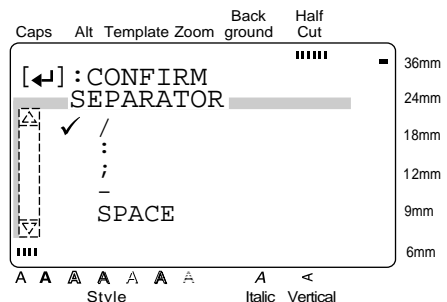 Caps Alt Template Zoom Back ground Half Cut
[↵]:CONFIRM
SEPARATOR
✓ /
:
;
–
SPACE
36mm
24mm
18mm
12mm
9mm
6mm
A A A A A A A A A
Style Italic Vertical